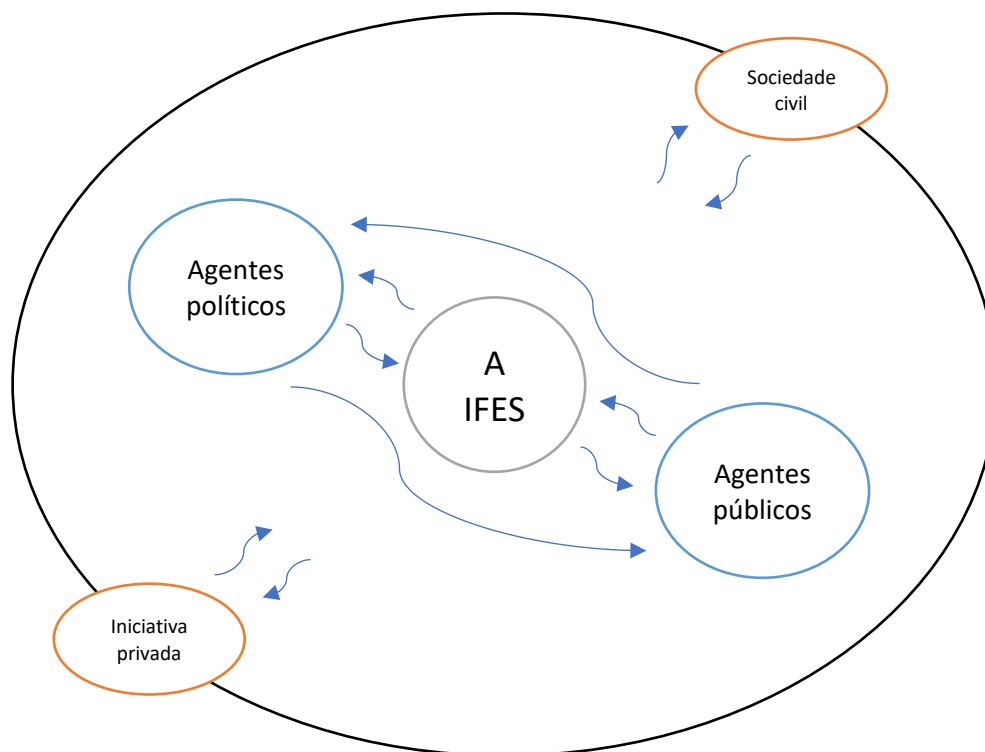 Sociedade
civil
Agentes
políticos
A
IFES
Agentes
públicos
Iniciativa
privada